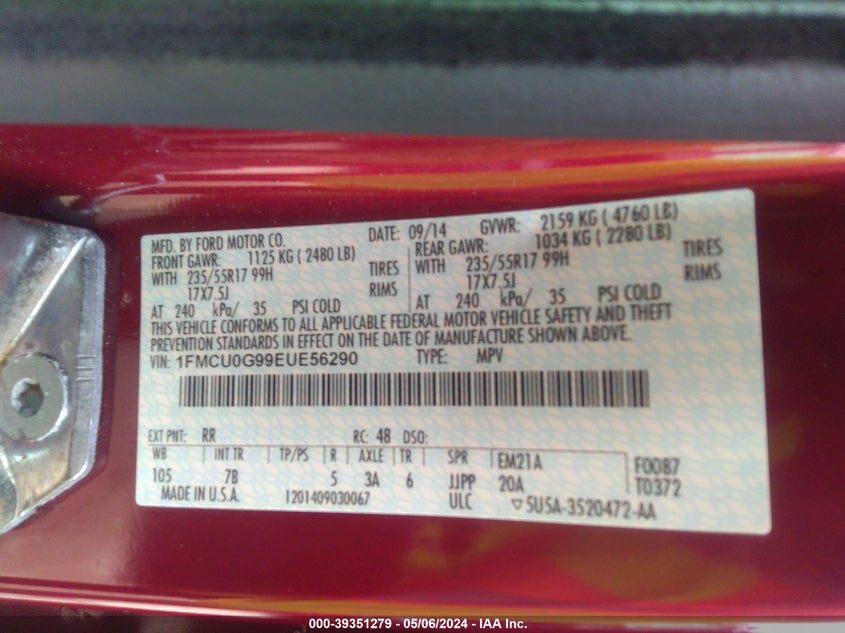 MFD. BY FORD MOTOR CO. DATE: 09/14 GVWR: 2159 KG ( 4760 LB)
FRONT GAWR: 1125 KG ( 2480 LB) REAR GAWR: 1034 KG ( 2280 LB)
WITH 235/55R17 99H TIRES WITH 235/55R17 99H TIRES
17X7.5J RIMS 17X7.5J RIMS
AT 240 kPa/ 35 PSI COLD AT 240 kPa/ 35 PSI COLD
THIS VEHICLE CONFORMS TO ALL APPLICABLE FEDERAL MOTOR VEHICLE SAFETY AND THEFT
PREVENTION STANDARDS IN EFFECT ON THE DATE OF MANUFACTURE SHOWN ABOVE.
VIN: 1FMCU0G99EUE56290 TYPE: MPV
EXT PNT: RR RC: 48 DSO:
WB INT TR TP/PS R AXLE TR SPR EM21A F0087
105 7B 5 3A 6 JJPP 20A T0372
MADE IN U.S.A. 1201409030067 ULC ▽5U5A-3520472-AA
000-39351279 - 05/06/2024 - IAA Inc.